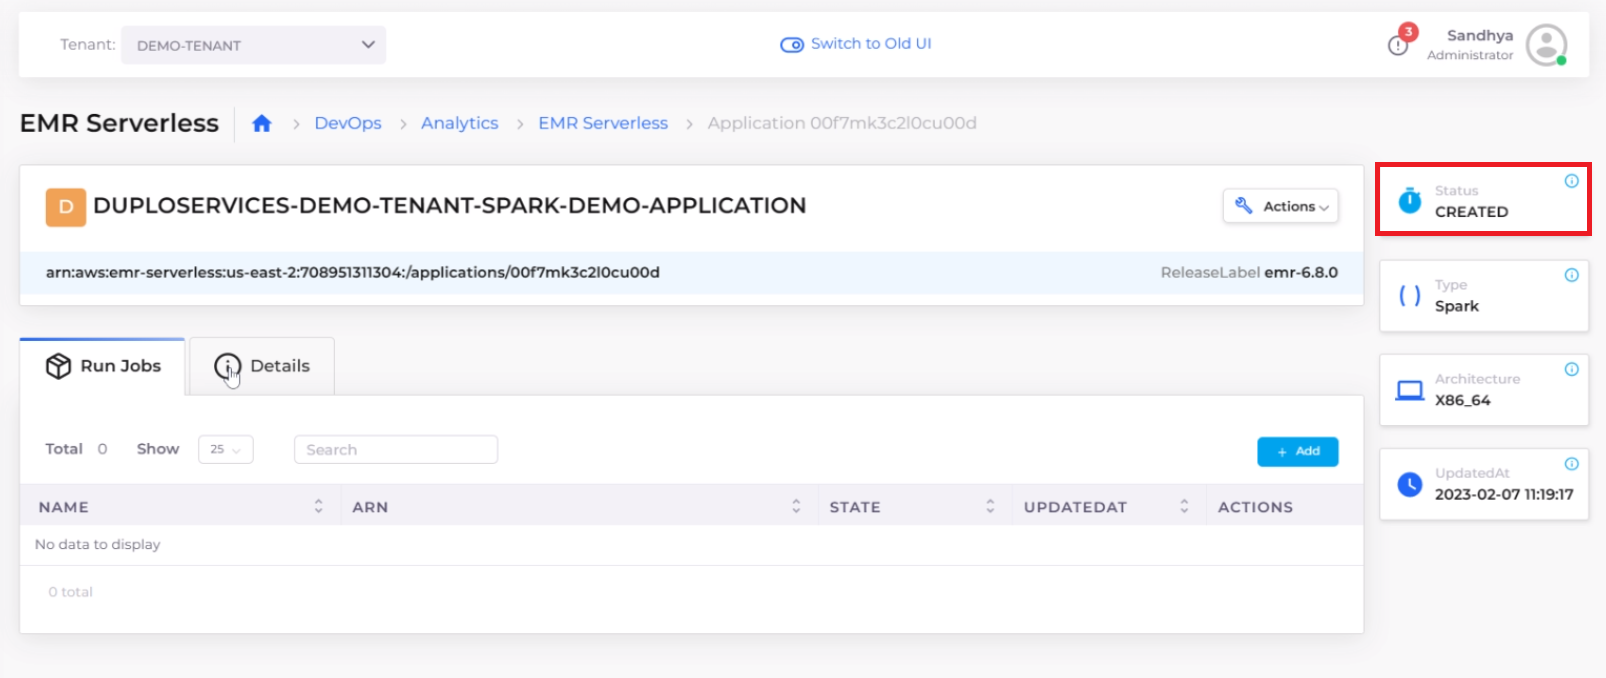 Tenant: DEMO-TENANT Switch to Old UI 3 Sandhya
Administrator
EMR Serverless > DevOps > Analytics > EMR Serverless > Application 00f7mk3c2l0cu00d
D DUPLOSERVICES-DEMO-TENANT-SPARK-DEMO-APPLICATION Actions
arn:aws:emr-serverless:us-east-2:708951311304:/applications/00f7mk3c2l0cu00d ReleaseLabel emr-6.8.0
Status
CREATED
Type
Spark
Architecture
X86_64
UpdatedAt
2023-02-07 11:19:17
Run Jobs Details
Total 0 Show 25 Search + Add
NAME ARN STATE UPDATEDAT ACTIONS
No data to display
0 total